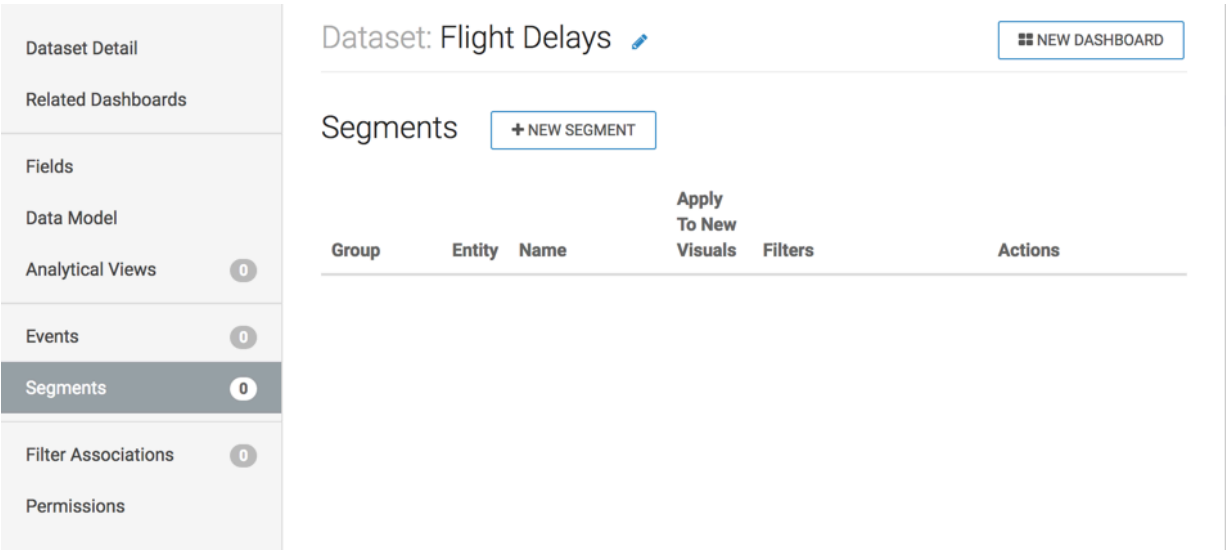 Dataset Detail
Related Dashboards
Fields
Data Model
Analytical Views 0
Events 0
Segments 0
Filter Associations 0
Permissions
Dataset: Flight Delays
NEW DASHBOARD
Segments
+ NEW SEGMENT
Group
Entity
Name
Apply
To New
Visuals
Filters
Actions